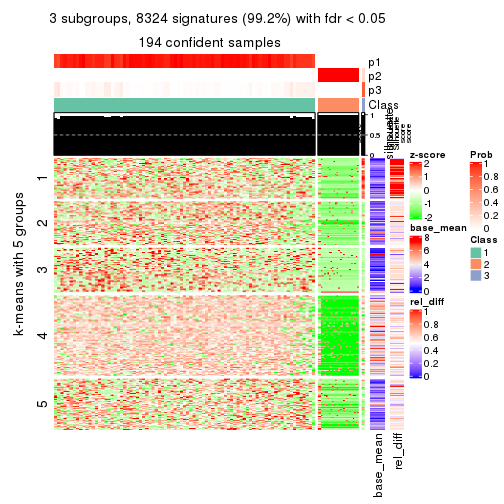 3 subgroups, 8324 signatures (99.2%) with fdr < 0.05
194 confident samples
p1
p2
p3
Class
1
0.5
0
silhouette
k-means with 5 groups
1
2
3
4
5
base_mean
rel_diff
z-score
2
1
0
-1
-2
base_mean
8
6
4
2
0
rel_diff
1
0.8
0.6
0.4
0.2
0
Prob
1
0.8
0.6
0.4
0.2
0
Class
1
2
3